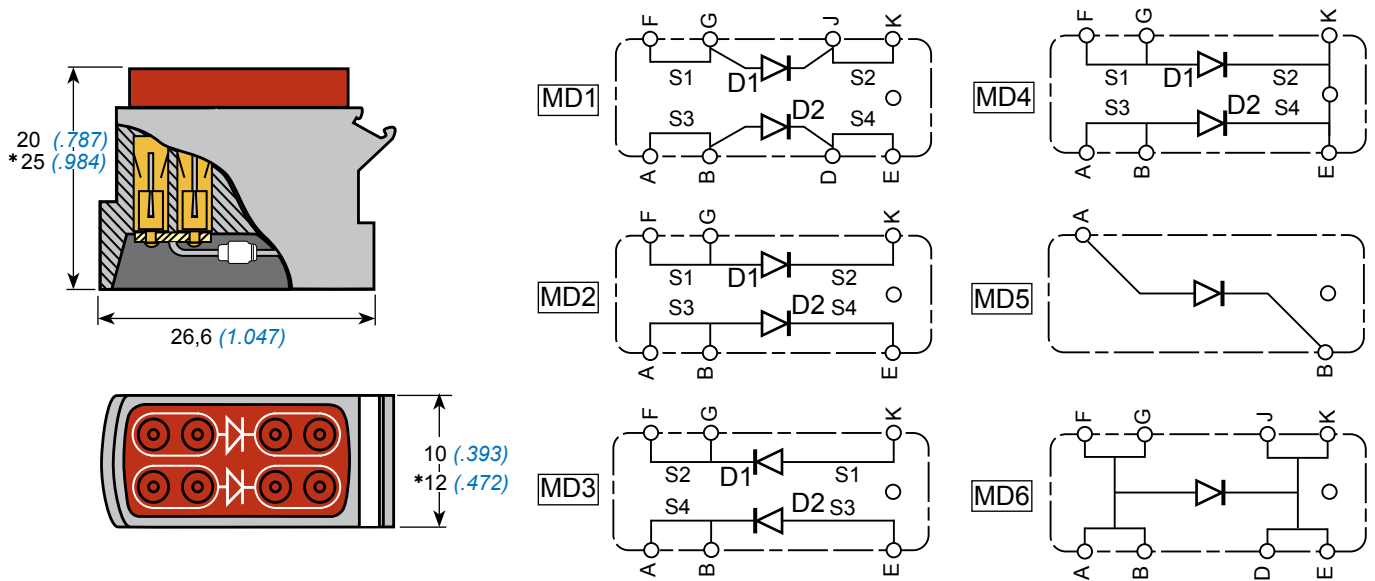 20 (.787)
*25 (.984)
26,6 (1.047)
10 (.393)
*12 (.472)
MD1
F G J K
S1 D1 S2
S3 D2 S4
A B D E
MD2
F G K
S1 D1 S2
S3 D2 S4
A B E
MD3
F G K
S2 D1 S1
S4 D2 S3
A B E
MD4
F G K
S1 D1 S2
S3 D2 S4
A B E
MD5
A
B
MD6
F G J K
A B D E